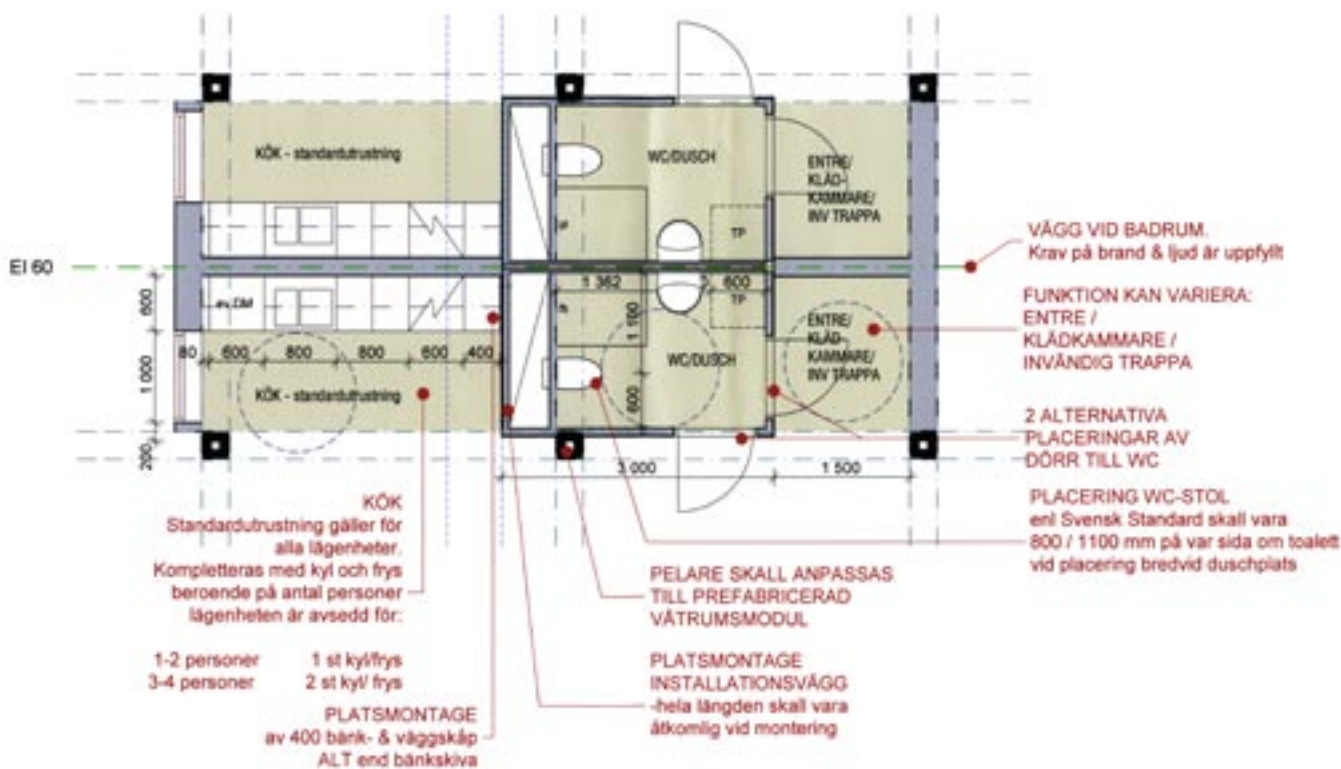 KÖK - standardutrustning
WC/DUSCH
ENTRE/
KLÄD-
KAMMARE/
INV TRAPPA
TP
EI 60
VÄGG VID BADRUM.
Krav på brand & ljud är uppfyllt
1 362
600
TP
600
ev.DM
1 100
FUNKTION KAN VARIERA:
ENTRE /
KLÄDKAMMARE /
INVÄNDIG TRAPPA
ENTRE/
KLÄD
KAMMARE/
INV TRAPPA
WC/DUSCH
80
600
800
800
600
400
1 000
KÖK - standardutrustning
600
200
3 000
1 500
2 ALTERNATIVA
PLACERINGAR AV
DÖRR TILL WC
KÖK
Standardutrustning gäller för
alla lägenheter.
Kompletteras med kyl och frys
beroende på antal personer
lägenheten är avsedd för:
1-2 personer 1 st kyl/frys
3-4 personer 2 st kyl/ frys
PLATSMONTAGE
av 400 bänk- & väggskåp
ALT end bänkskiva
PELARE SKALL ANPASSAS
TILL PREFABRICERAD
VÅTRUMSMODUL
PLATSMONTAGE
INSTALLATIONSVÄGG
-hela längden skall vara
åtkomlig vid montering
PLACERING WC-STOL
enl Svensk Standard skall vara
800 / 1100 mm på var sida om toalett
vid placering bredvid duschplats